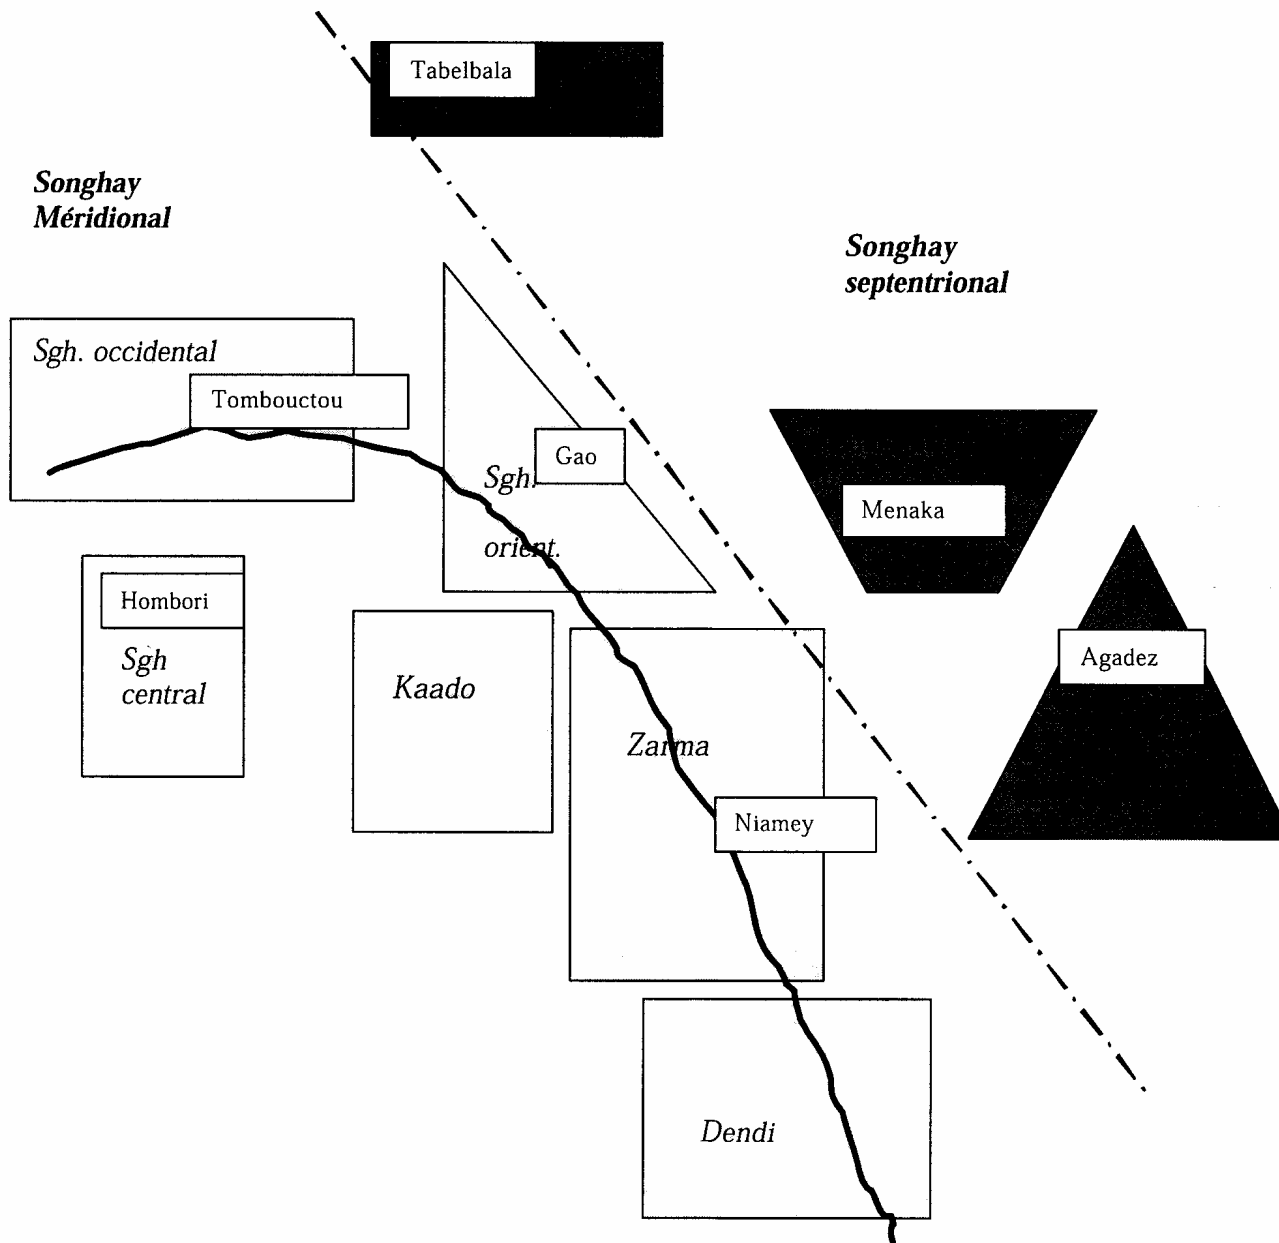 Tabelbala
Songhay
Méridional
Songhay
septentrional
Sgh. occidental
Tombouctou
Gao
Sgh.
orient.
Menaka
Hombori
Sgh
central
Kaado
Zarma
Agadez
Niamey
Dendi